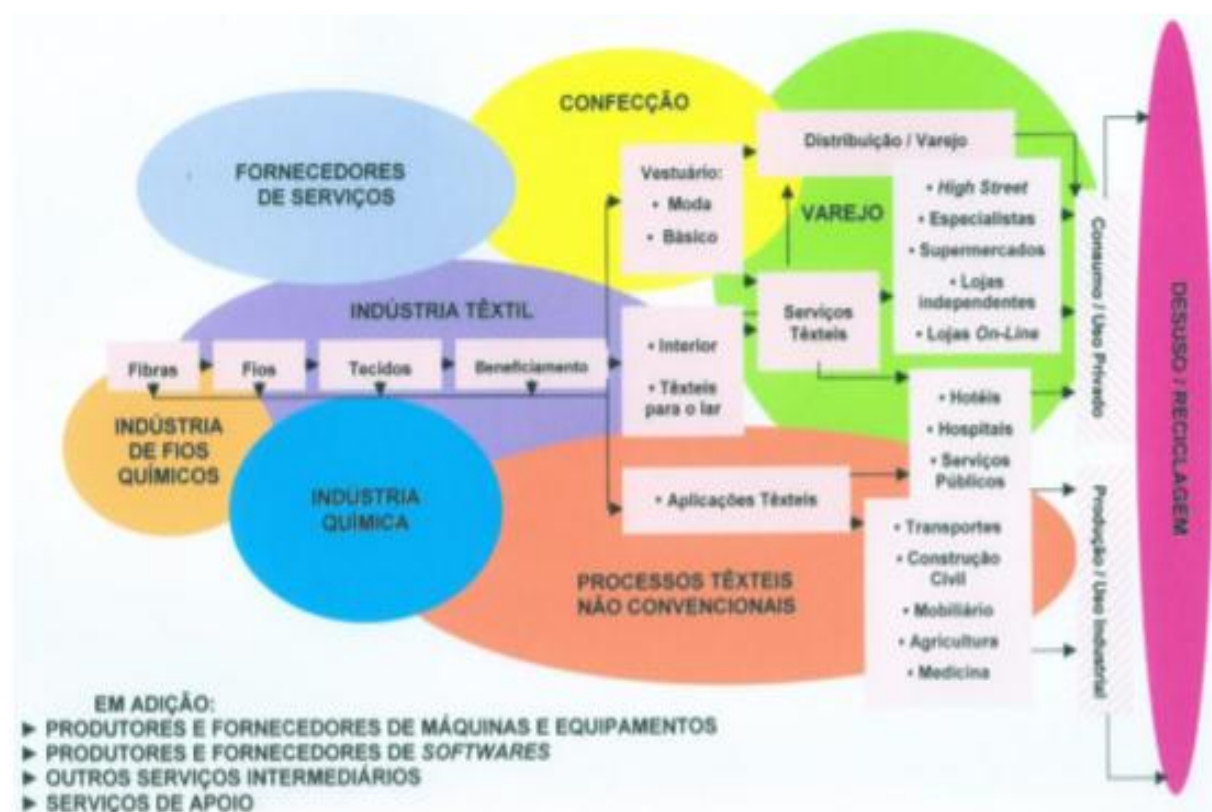 CONFECÇÃO
FORNECEDORES
DE SERVIÇOS
Distribuição / Varejo
Vestuário:
• Moda
• Básico
VAREJO
• High Street
• Especialistas
• Supermercados
• Lojas
independentes
• Lojas On-Line
INDÚSTRIA TÊXTIL
Serviços
Têxteis
Fibras
Fios
Tecidos
Beneficiamento
• Interior
• Têxteis
para o lar
INDÚSTRIA
DE FIOS
QUÍMICOS
INDÚSTRIA
QUÍMICA
• Hotéis
• Hospitais
• Serviços
Públicos
• Aplicações Têxteis
PROCESSOS TÊXTEIS
NÃO CONVENCIONAIS
• Transportes
• Construção
Civil
• Mobiliário
• Agricultura
• Medicina
Consumo / Uso Privado
Produção / Uso Industrial
DESUSO / RECICLAGEM
EM ADIÇÃO:
► PRODUTORES E FORNECEDORES DE MÁQUINAS E EQUIPAMENTOS
► PRODUTORES E FORNECEDORES DE SOFTWARES
► OUTROS SERVIÇOS INTERMEDIÁRIOS
► SERVIÇOS DE APOIO